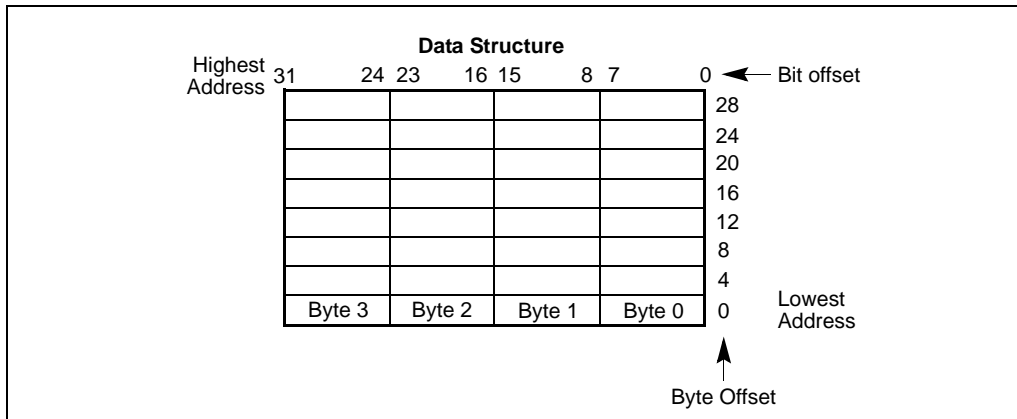 Data Structure
Highest
Address
31 24 23 16 15 8 7 0
Bit offset
28
24
20
16
12
8
4
Byte 3 Byte 2 Byte 1 Byte 0 0
Lowest
Address
Byte Offset